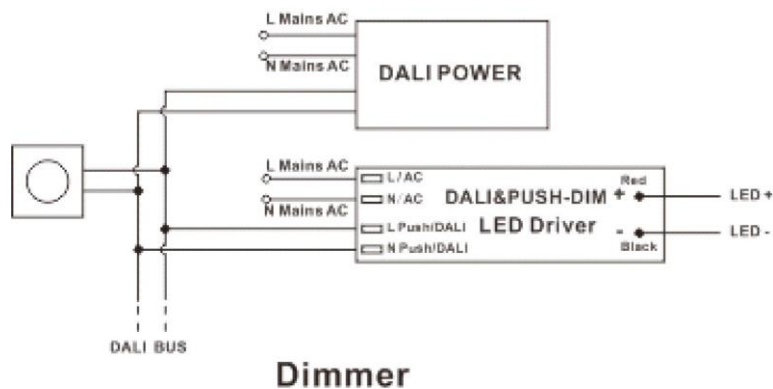 L Mains AC
N Mains AC
DALI POWER
L Mains AC
N Mains AC
L/AC
N/AC
L Push/DALI
N Push/DALI
DALI&PUSH-DIM
LED Driver
Red
+
-
Black
LED +
LED -
DALI BUS
Dimmer